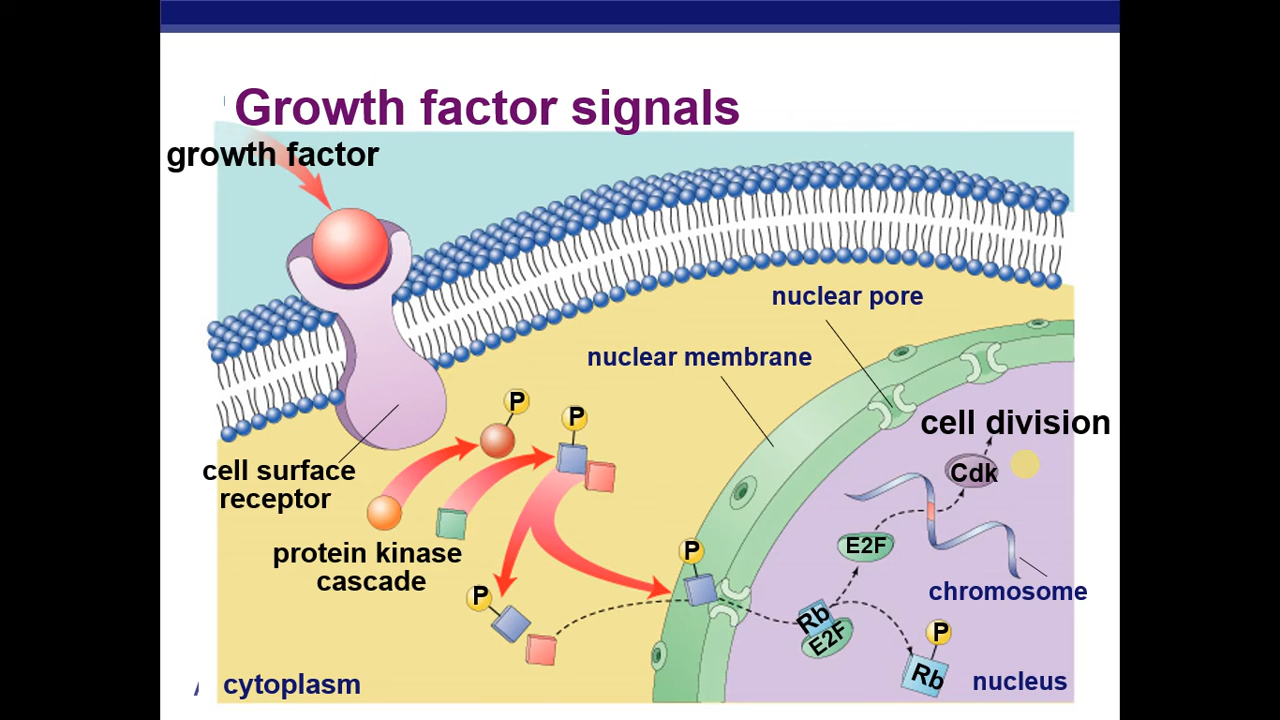 Growth factor signals
growth factor
nuclear pore
nuclear membrane
P
P
cell division
cell surface
receptor
Cdk
protein kinase
cascade
E2F
P
P
chromosome
Rb
E2F
P
Rb
cytoplasm
nucleus